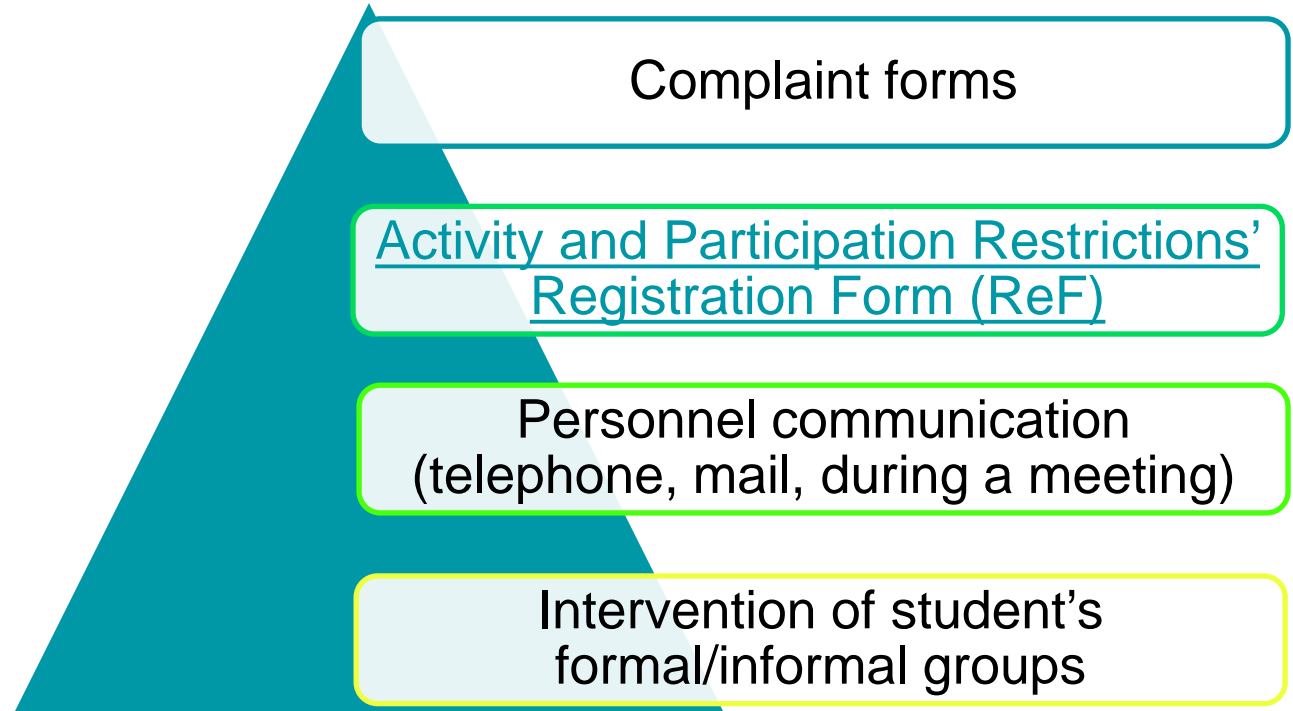 Complaint forms
Activity and Participation Restrictions’
Registration Form (ReF)
Personnel communication
(telephone, mail, during a meeting)
Intervention of student’s
formal/informal groups